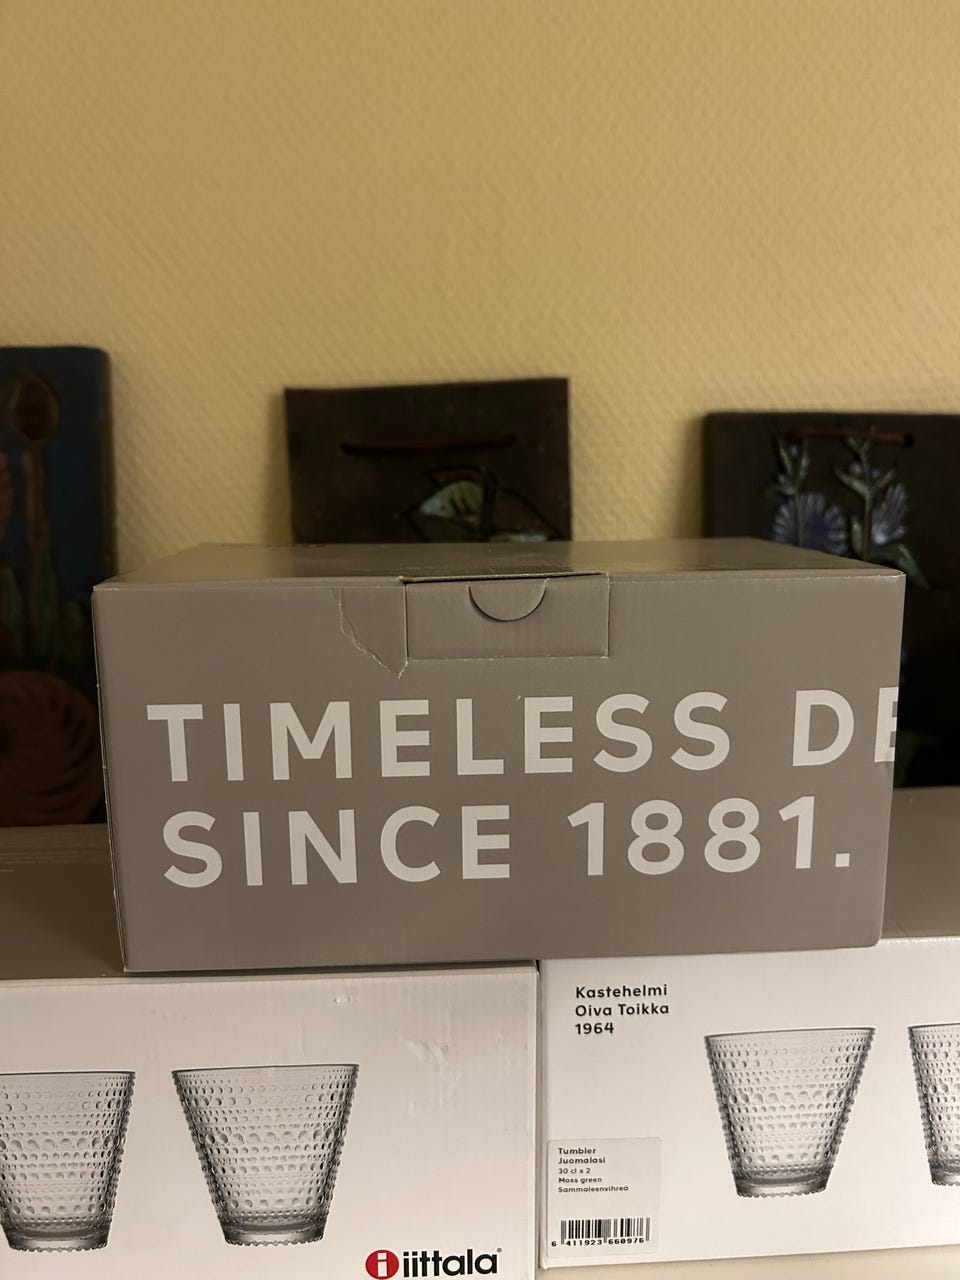 TIMELESS DE
SINCE 1881.
Kastehelmi
Oiva Toikka
1964
Tumbler
Juomalasi
30 cl x 2
Moss green
Sammaleenvihreä
6 411923 660976
iittala®